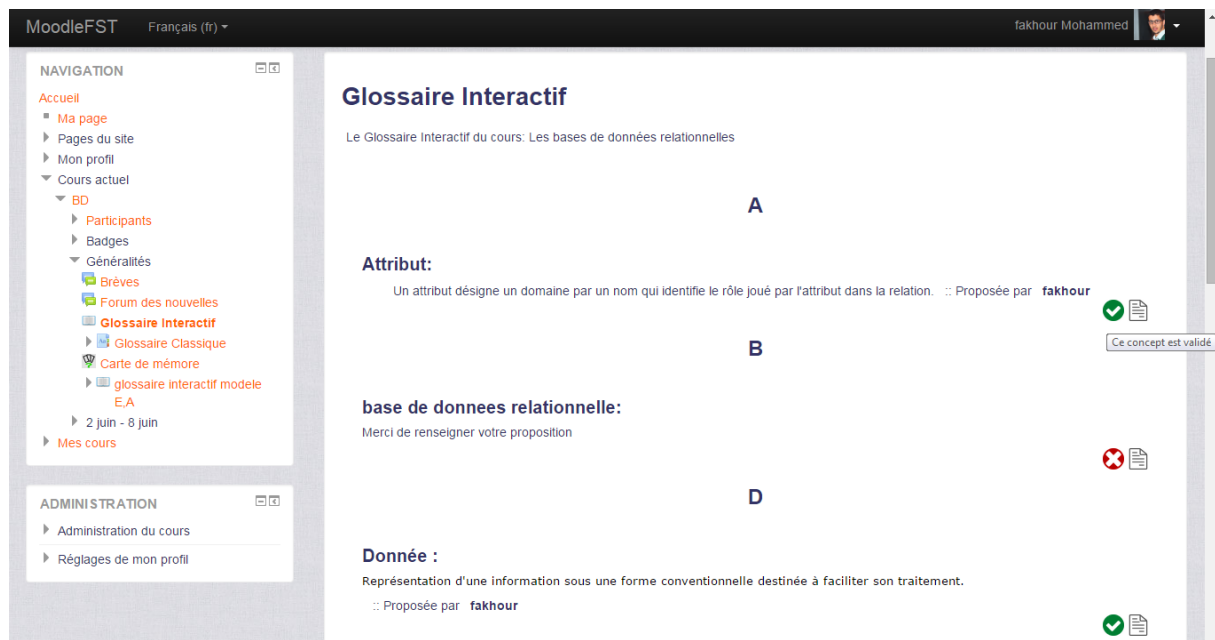 MoodleFST Français (fr) fakhour Mohammed
NAVIGATION
Accueil
Ma page
Pages du site
Mon profil
Cours actuel
BD
Participants
Badges
Généralités
Brèves
Forum des nouvelles
Glossaire Interactif
Glossaire Classique
Carte de mémore
glossaire interactif modele
E,A
2 juin - 8 juin
Mes cours
ADMINISTRATION
Administration du cours
Réglages de mon profil
Glossaire Interactif
Le Glossaire Interactif du cours: Les bases de données relationnelles
A
Attribut:
Un attribut désigne un domaine par un nom qui identifie le rôle joué par l'attribut dans la relation. :: Proposée par fakhour
Ce concept est validé
B
base de donnees relationnelle:
Merci de renseigner votre proposition
D
Donnée :
Représentation d'une information sous une forme conventionnelle destinée à faciliter son traitement.
:: Proposée par fakhour